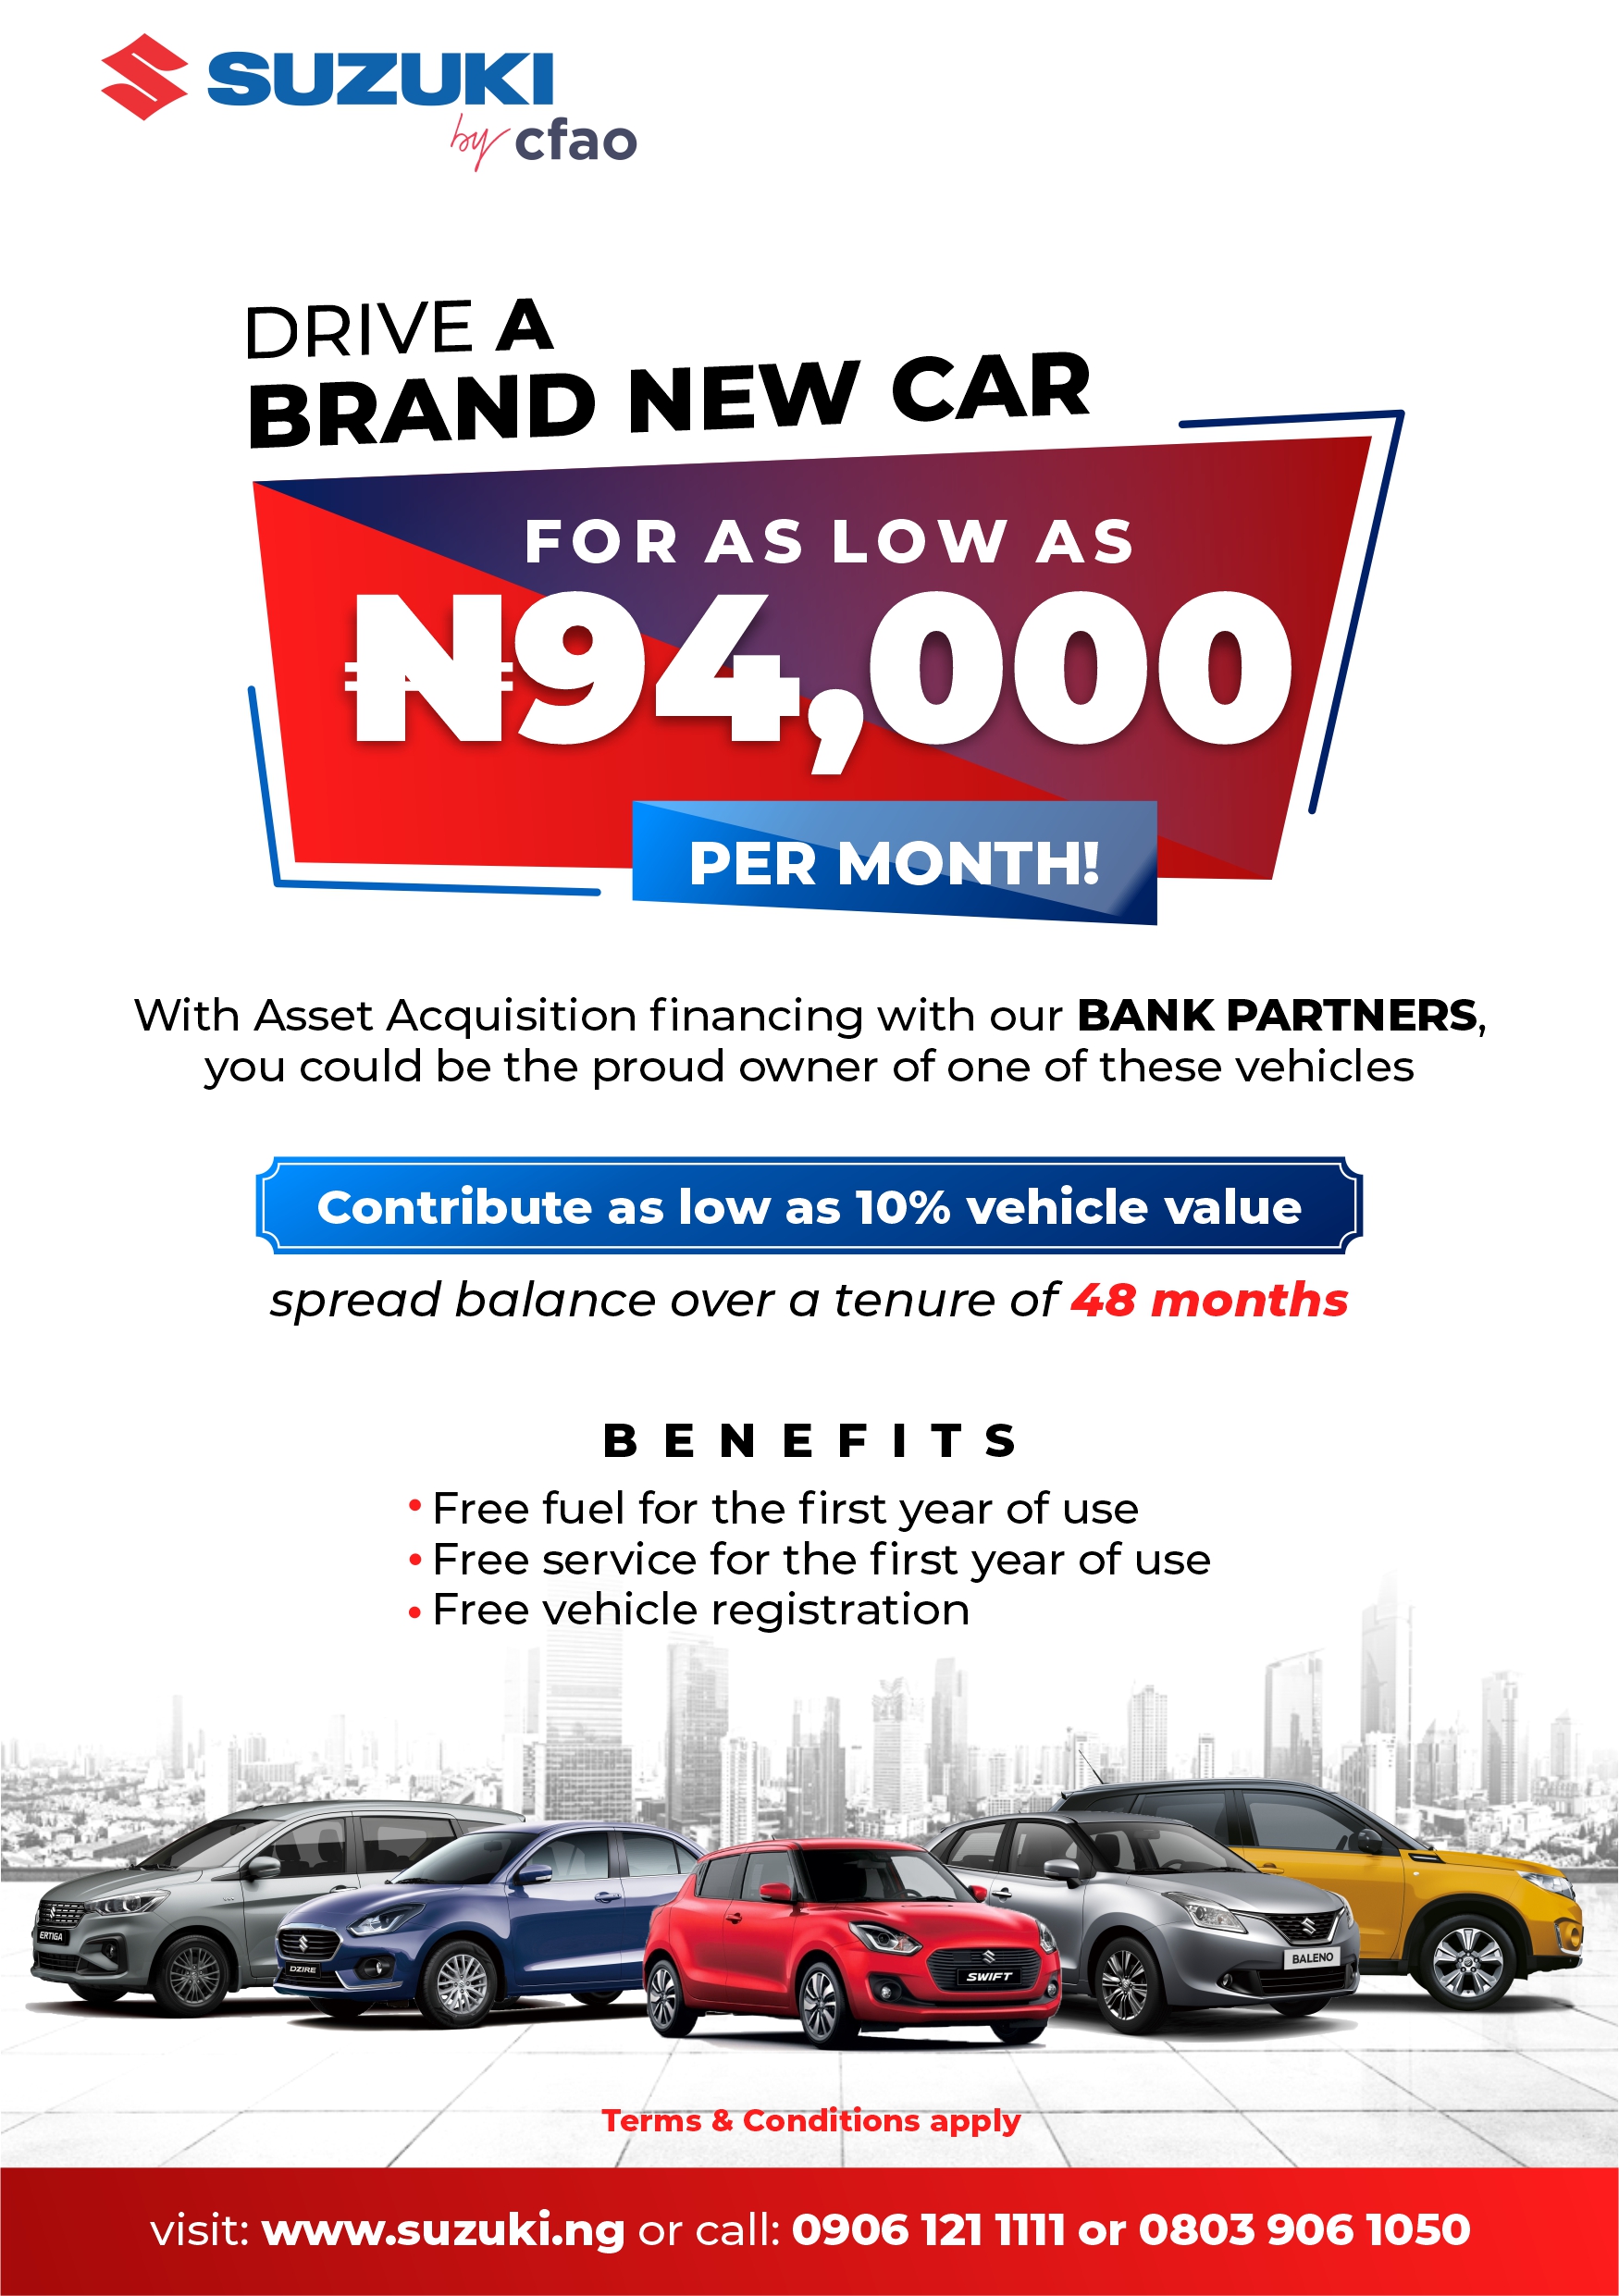 SUZUKI
by cfao
DRIVE A
BRAND NEW CAR
FOR AS LOW AS
₦94,000
PER MONTH!
With Asset Acquisition financing with our BANK PARTNERS,
you could be the proud owner of one of these vehicles
Contribute as low as 10% vehicle value
spread balance over a tenure of 48 months
BENEFITS
• Free fuel for the first year of use
• Free service for the first year of use
• Free vehicle registration
ERTIGA
DZIRE
SWIFT
BALENO
Terms & Conditions apply
visit: www.suzuki.ng or call: 0906 121 1111 or 0803 906 1050